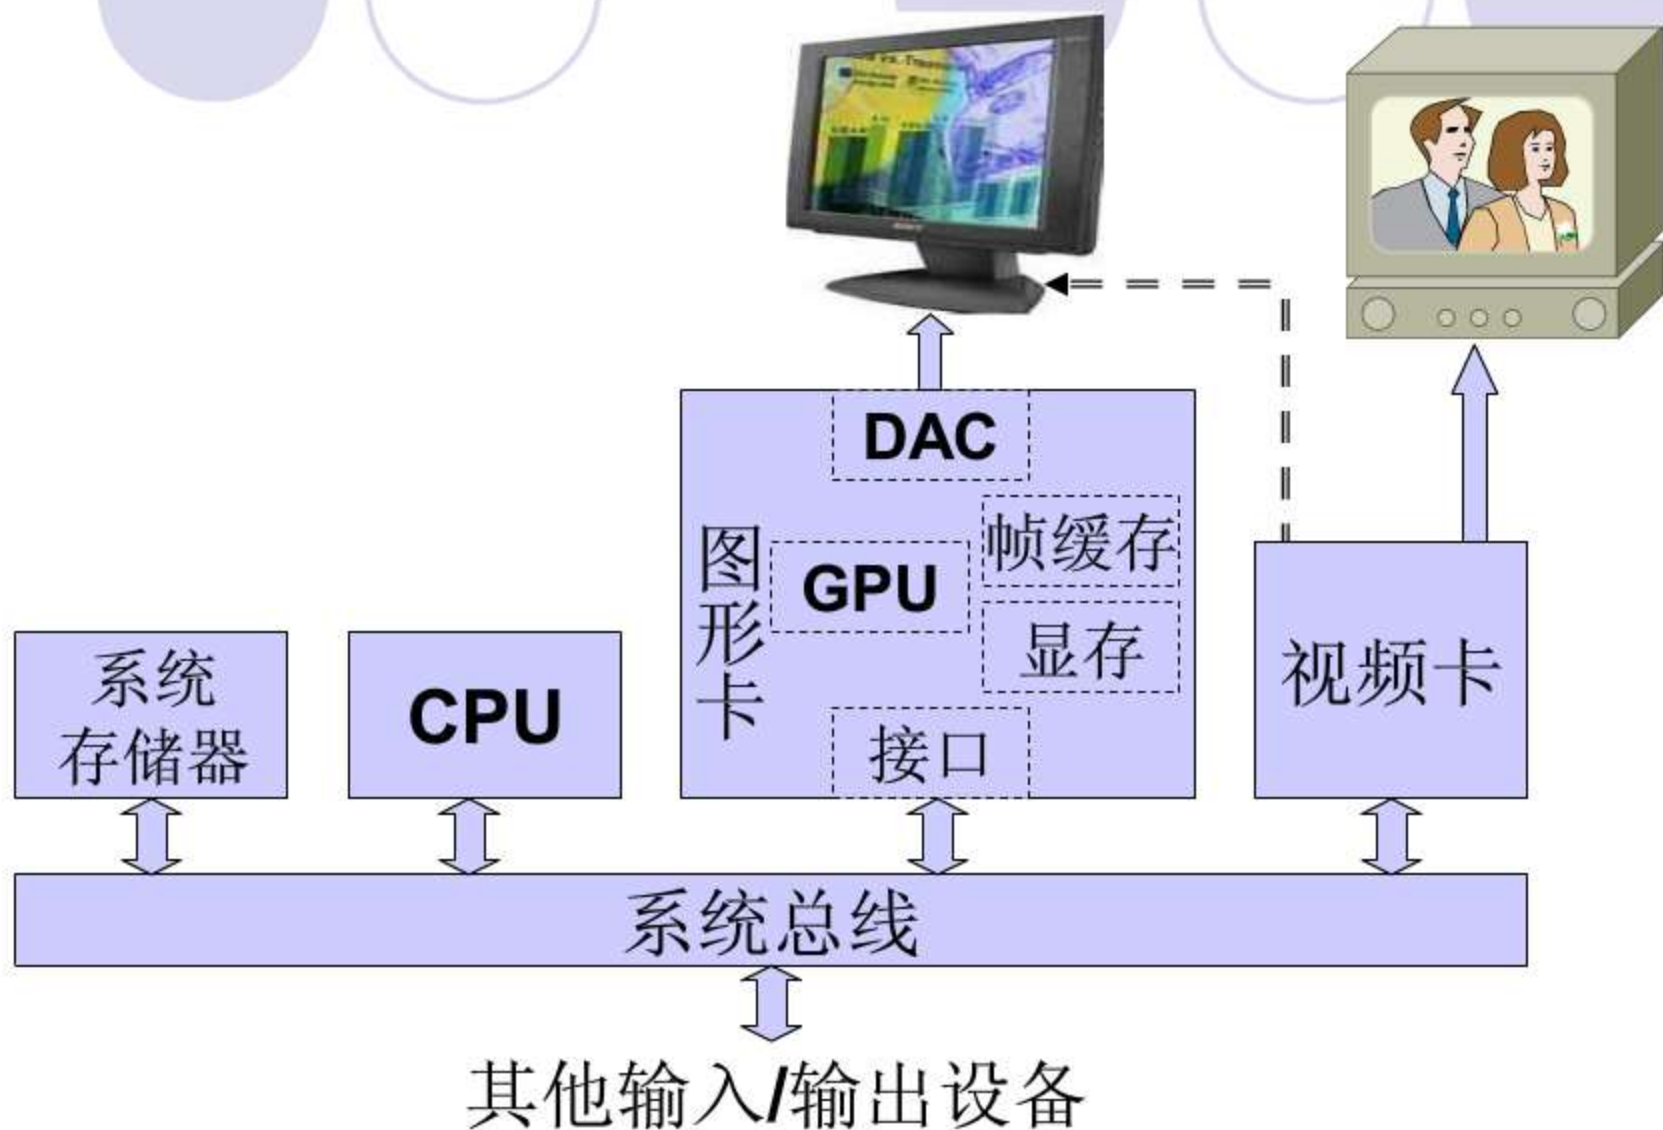 DAC
帧缓存
图形卡
GPU
显存
接口
系统
存储器
CPU
视频卡
系统总线
其他输入/输出设备